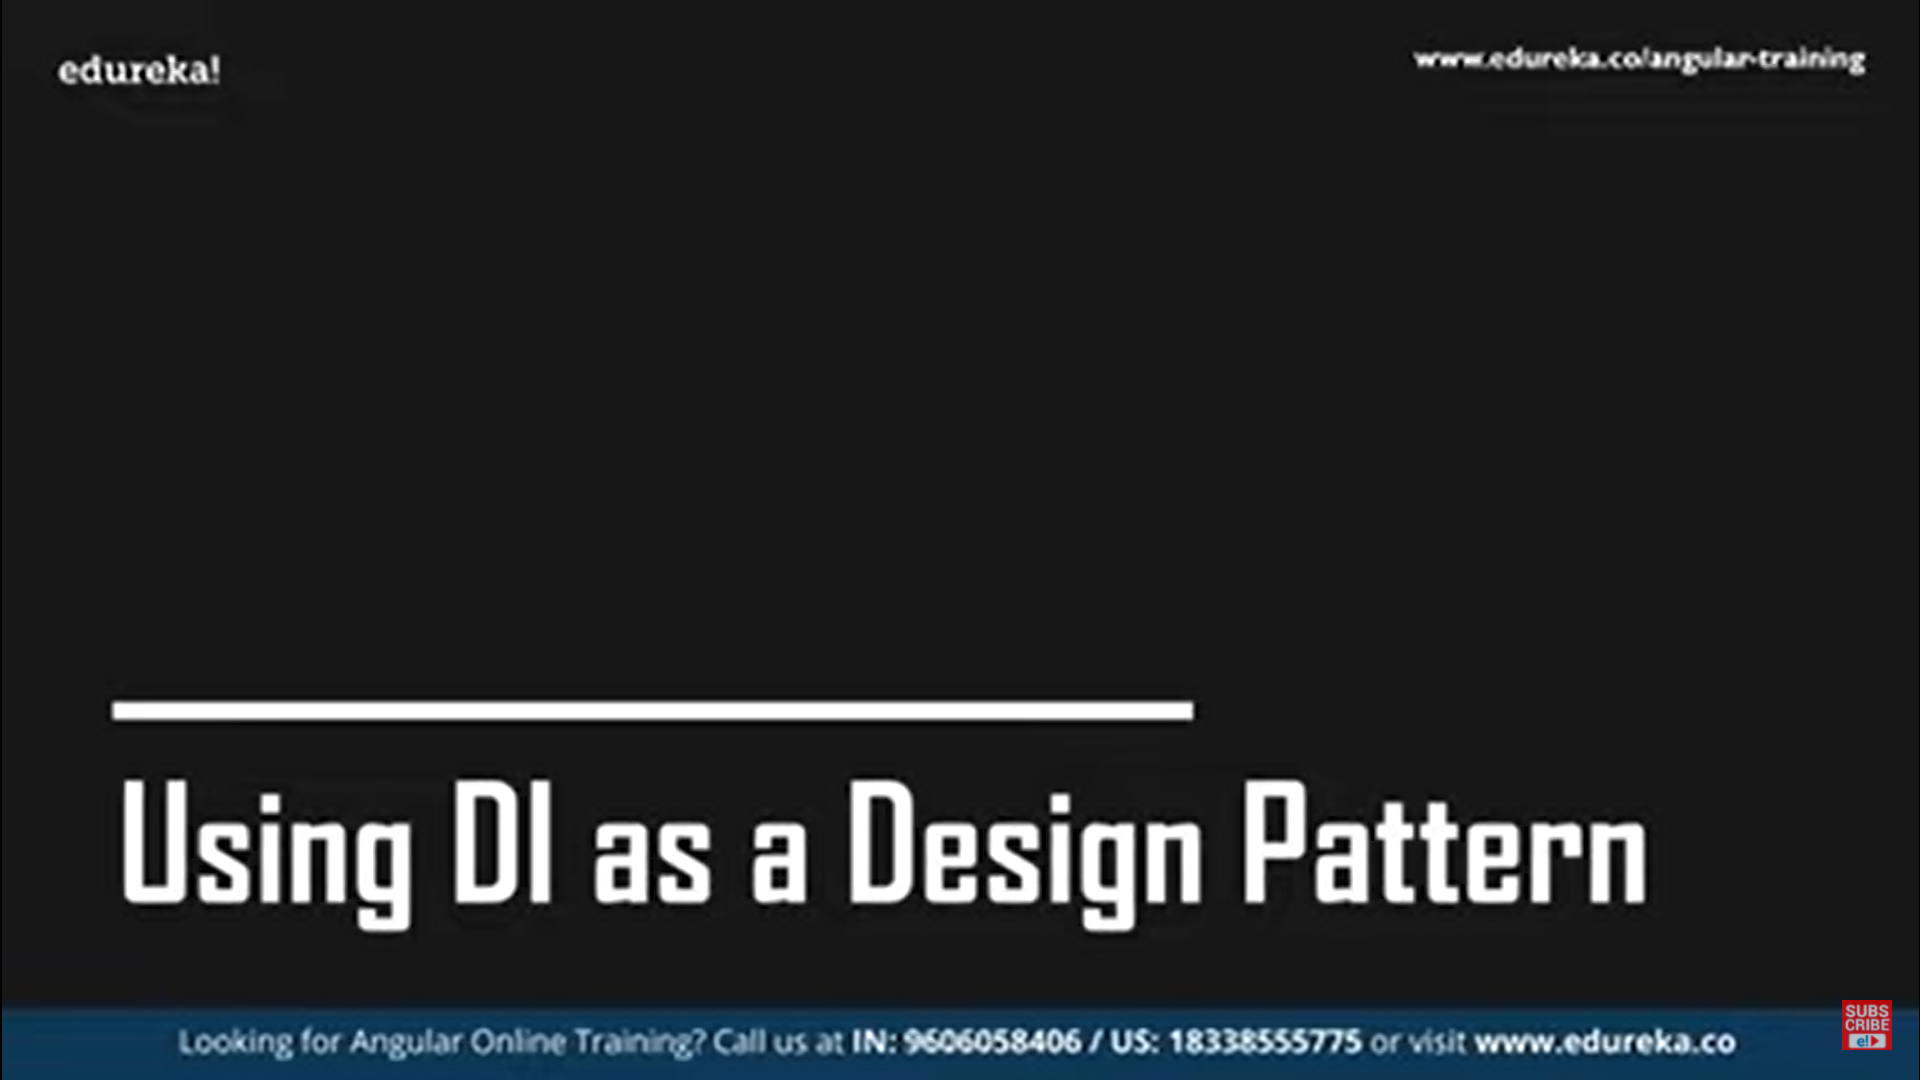 edureka!
www.edureka.co/angular-training
Using DI as a Design Pattern
Looking for Angular Online Training? Call us at IN: 9606058406 / US: 18338555775 or visit www.edureka.co
SUBS
CRIBE
e!